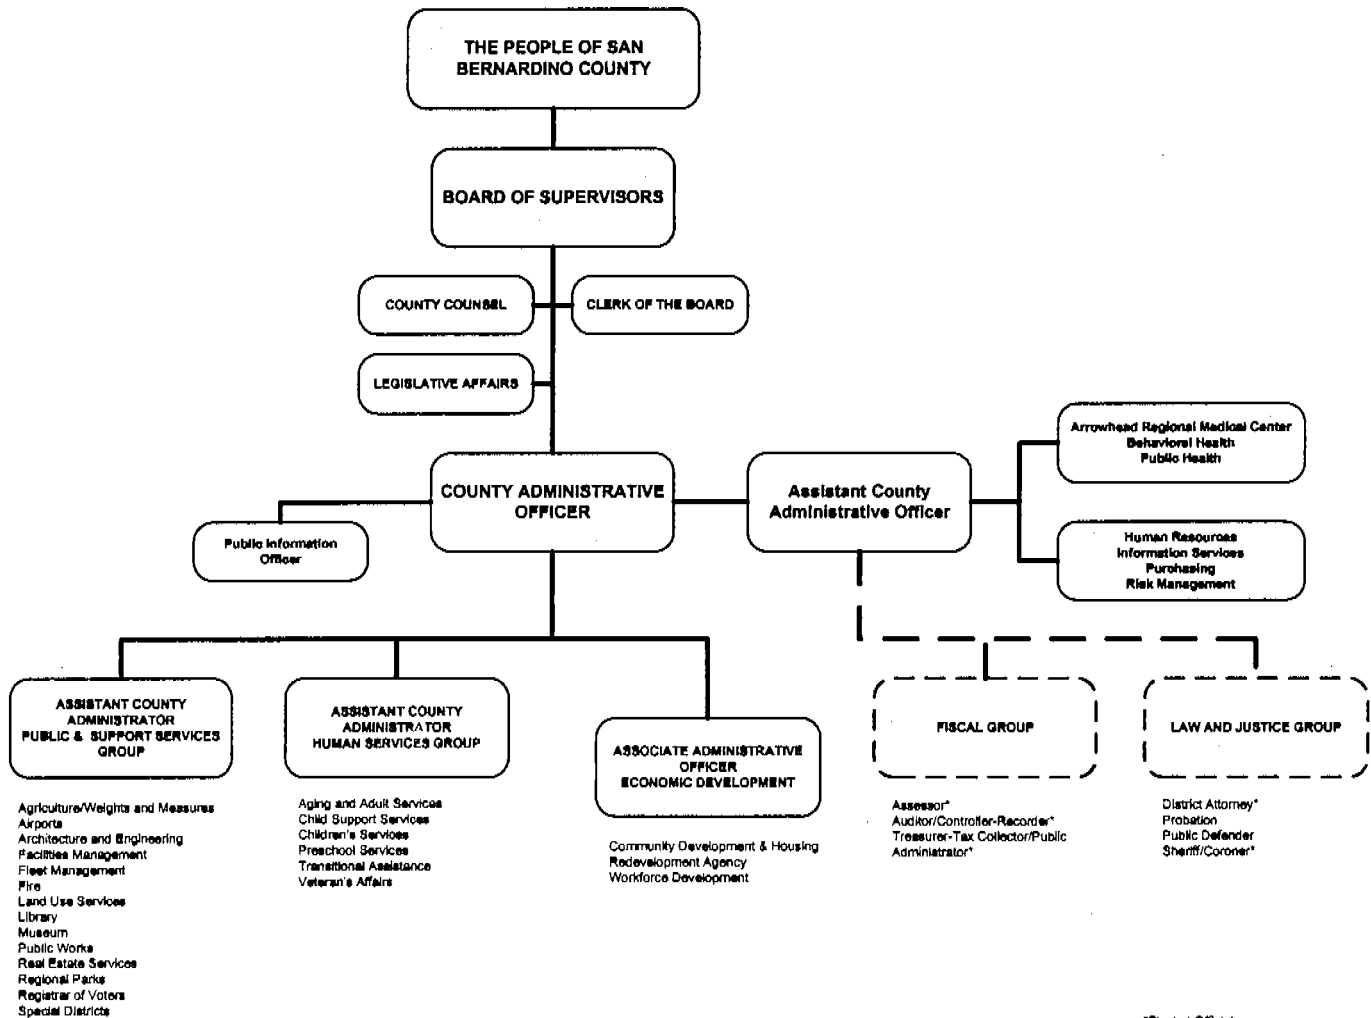 THE PEOPLE OF SAN
BERNARDINO COUNTY
BOARD OF SUPERVISORS
COUNTY COUNSEL
CLERK OF THE BOARD
LEGISLATIVE AFFAIRS
COUNTY ADMINISTRATIVE
OFFICER
Assistant County
Administrative Officer
Arrowhead Regional Medical Center
Behavioral Health
Public Health
Human Resources
Information Services
Purchasing
Risk Management
Public Information
Officer
ASSISTANT COUNTY
ADMINISTRATOR
PUBLIC & SUPPORT SERVICES
GROUP
Agriculture/Weights and Measures
Airports
Architecture and Engineering
Facilities Management
Fleet Management
Fire
Land Use Services
Library
Museum
Public Works
Real Estate Services
Regional Parks
Registrar of Voters
Special Districts
ASSISTANT COUNTY
ADMINISTRATOR
HUMAN SERVICES GROUP
Aging and Adult Services
Child Support Services
Children's Services
Preschool Services
Transitional Assistance
Veteran's Affairs
ASSOCIATE ADMINISTRATIVE
OFFICER
ECONOMIC DEVELOPMENT
Community Development & Housing
Redevelopment Agency
Workforce Development
FISCAL GROUP
Assessor*
Auditor/Controller-Recorder*
Treasurer-Tax Collector/Public
Administrator*
LAW AND JUSTICE GROUP
District Attorney*
Probation
Public Defender
Sheriff/Coroner*